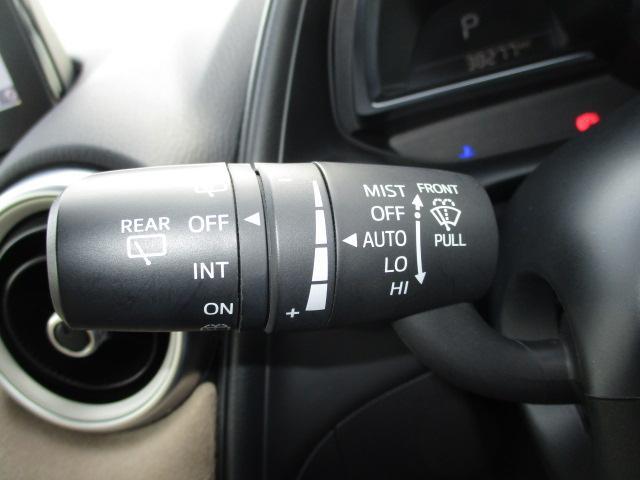 P
REAR
OFF
INT
ON
-
+
MIST
OFF
AUTO
LO
HI
FRONT
PULL